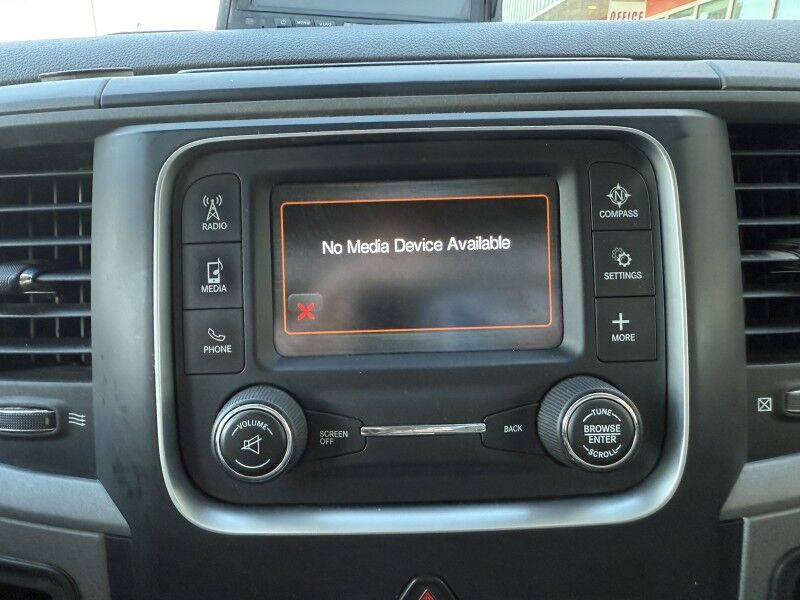 MENU
OFFICE
RADIO
MEDIA
PHONE
No Media Device Available
N
COMPASS
SETTINGS
MORE
VOLUME
SCREEN
OFF
BACK
TUNE
BROWSE
ENTER
SCROLL